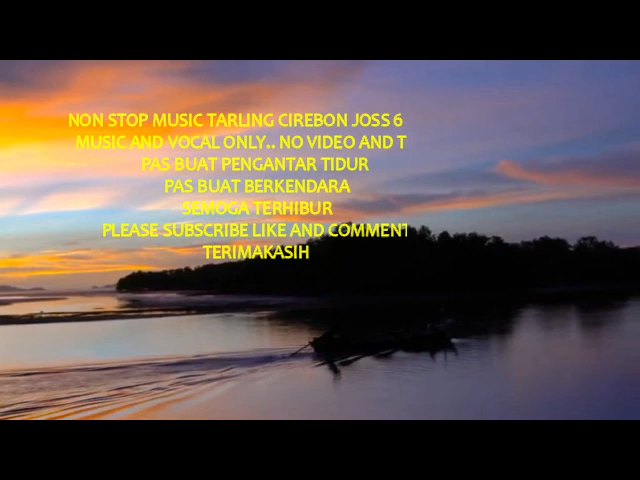 NON STOP MUSIC TARLING CIREBON JOSS 6
MUSIC AND VOCAL ONLY.. NO VIDEO AND T
PAS BUAT PENGANTAR TIDUR
PAS BUAT BERKENDARA
SEMOGA TERHIBUR
PLEASE SUBSCRIBE LIKE AND COMMENT
TERIMAKASIH